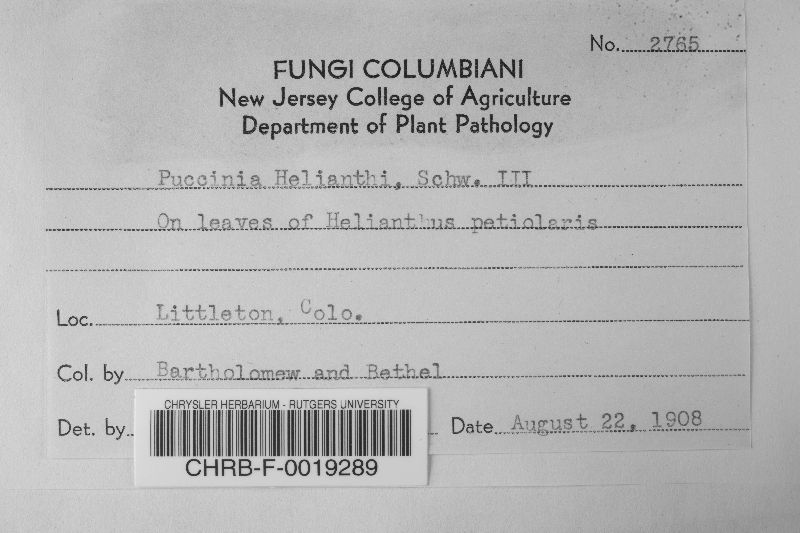 No. 2765
FUNGI COLUMBIANI
New Jersey College of Agriculture
Department of Plant Pathology
Puccinia Helianthi, Schw. III
On leaves of Helianthus petiolaris
Loc. Littleton, Colo.
Col. by Bartholomew and Bethel
Det. by
Date August 22, 1908
CHRYSLER HERBARIUM - RUTGERS UNIVERSITY
CHRB-F-0019289